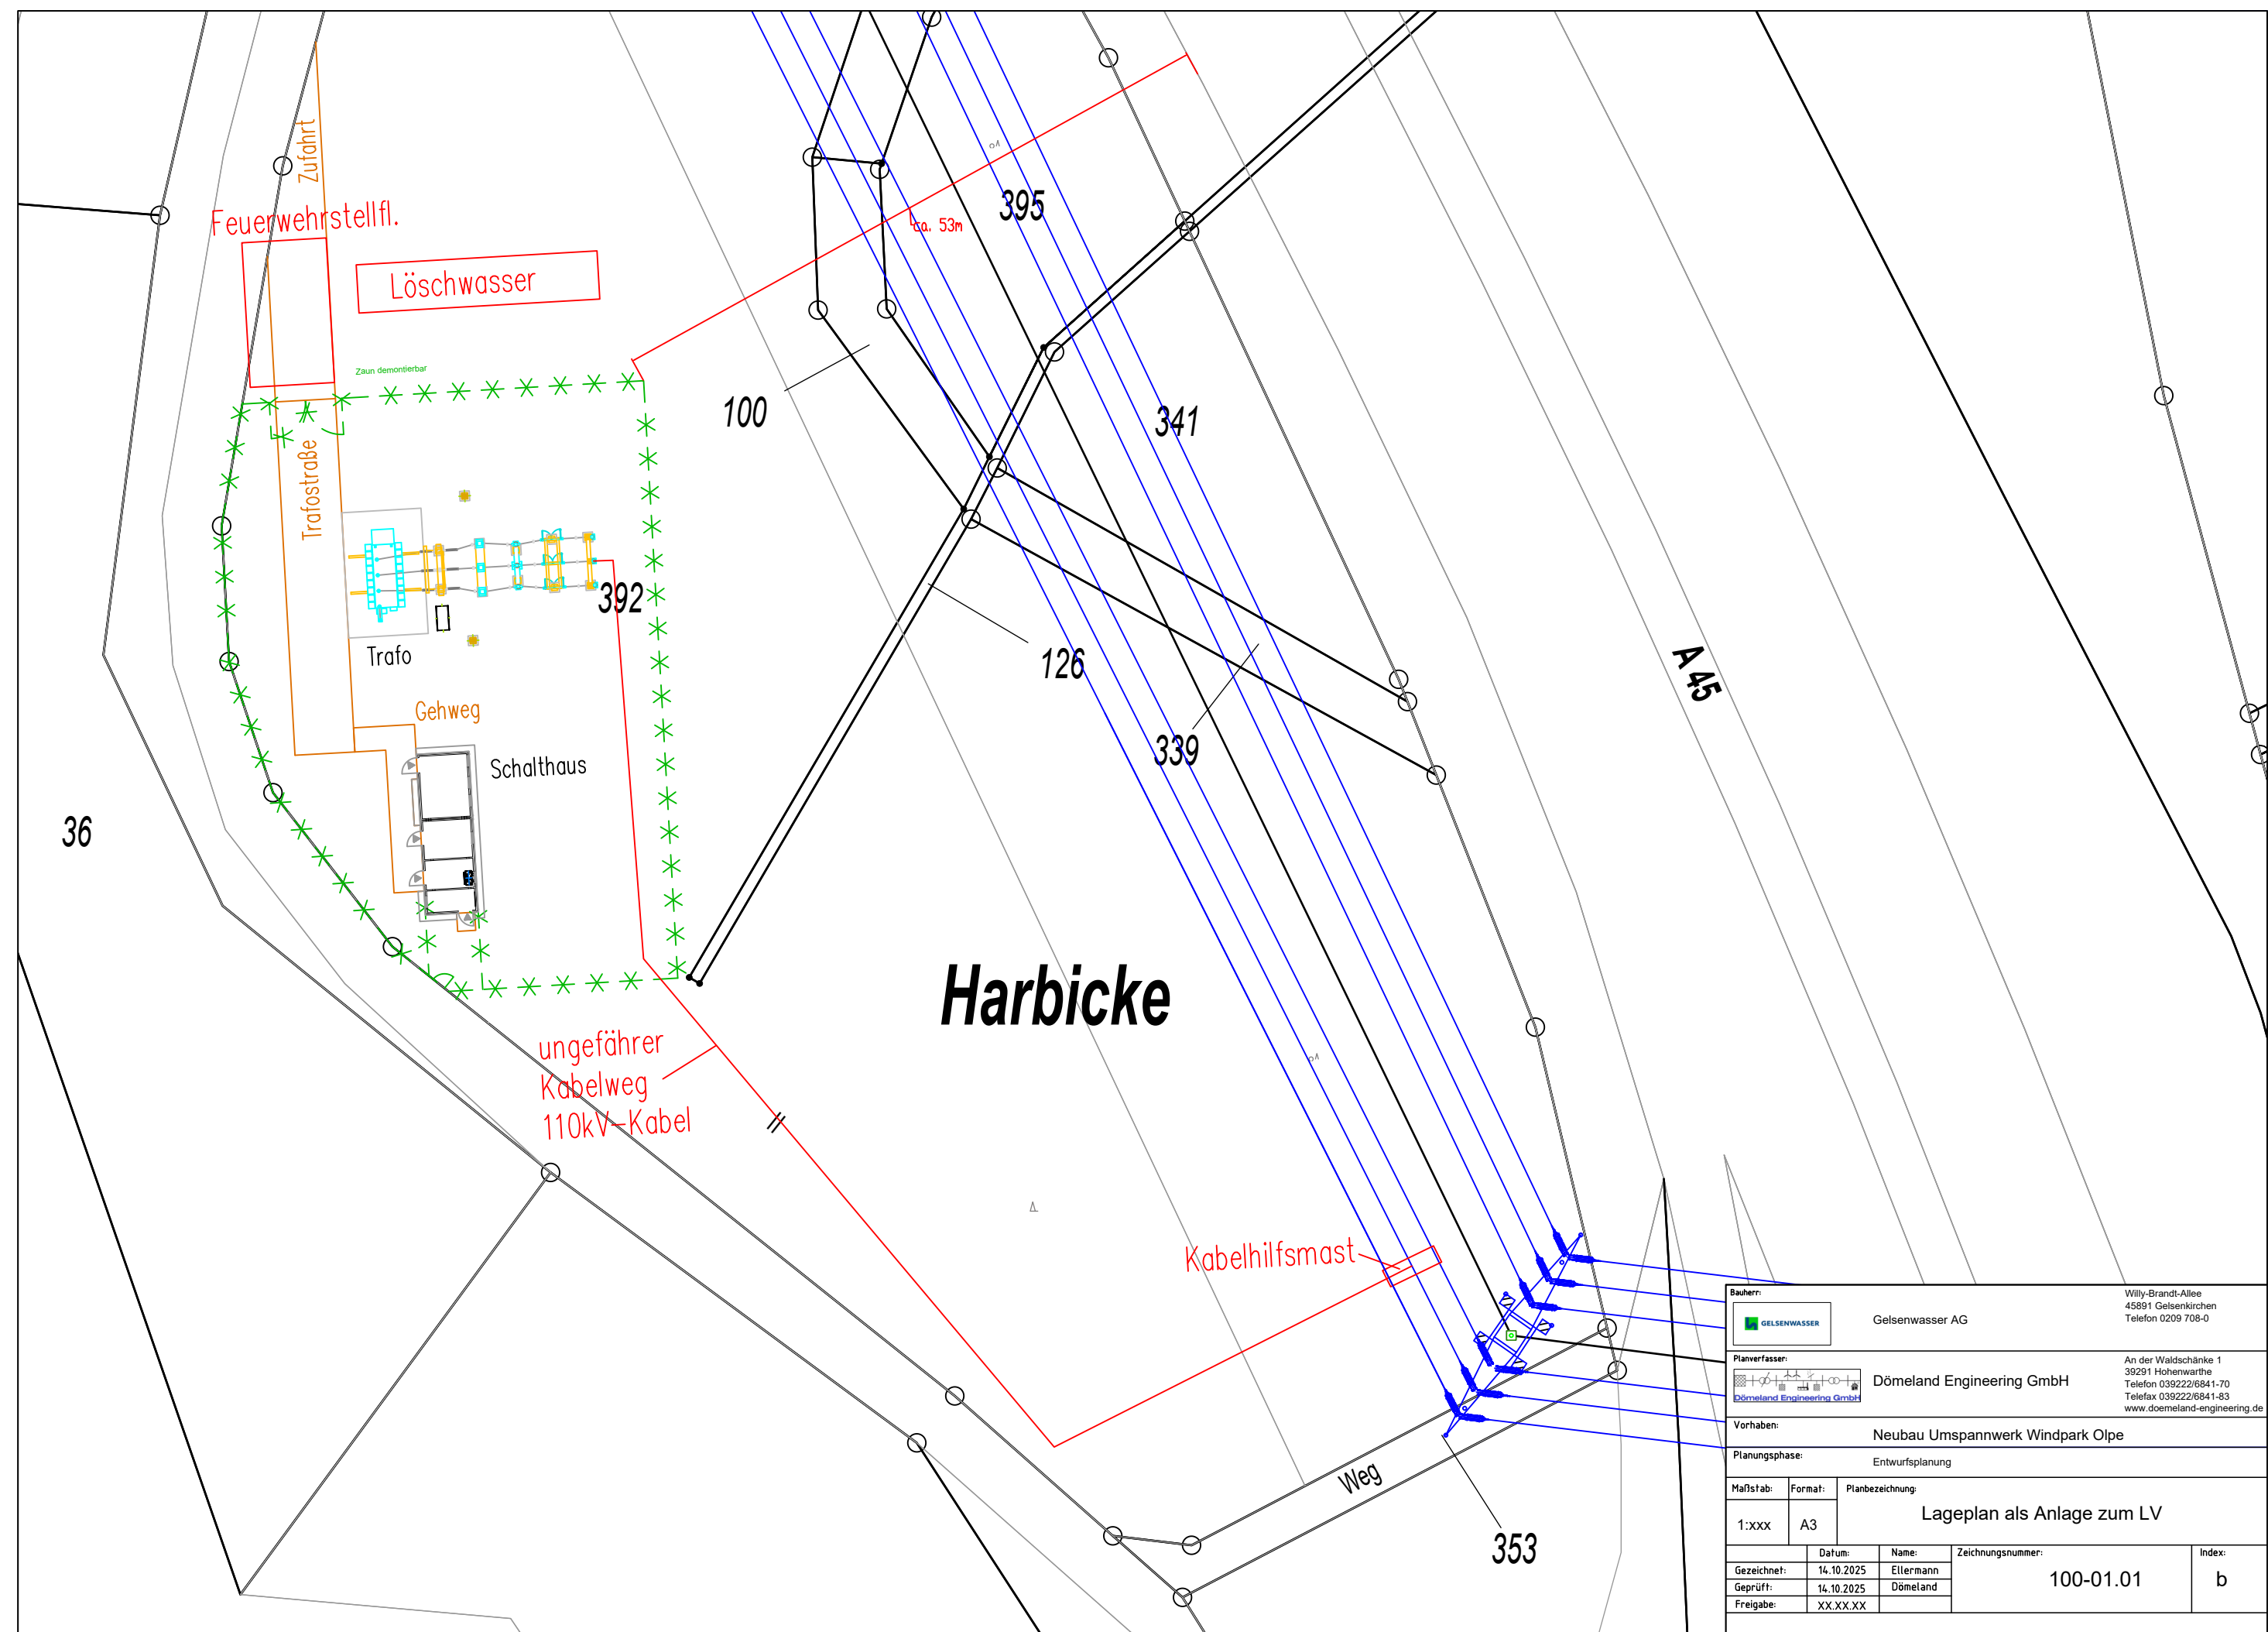 Zufahrt
Feuerwehrstellfl.
Löschwasser
Zaun demontierbar
Trafostraße
ca. 53m
395
100
341
392
126
339
Trafo
Gehweg
Schalthaus
36
A 45
Harbicke
ungefährer
Kabelweg
110kV-Kabel
Kabelhilfsmast
Weg
353
Bauherr:
GELSENWASSER
Gelsenwasser AG
Willy-Brandt-Allee
45891 Gelsenkirchen
Telefon 0209 708-0
Planverfasser:
Dömeland Engineering GmbH
Dömeland Engineering GmbH
An der Waldschänke 1
39291 Hohenwarthe
Telefon 039222/6841-70
Telefax 039222/6841-83
www.doemeland-engineering.de
Vorhaben:
Neubau Umspannwerk Windpark Olpe
Planungsphase:
Entwurfsplanung
Maßstab: Format: Planbezeichnung:
1:xxx A3 Lageplan als Anlage zum LV
Datum: Name: Zeichnungsnummer: Index:
Gezeichnet: 14.10.2025 Ellermann
Geprüft: 14.10.2025 Dömeland
100-01.01 b
Freigabe: XX.XX.XX